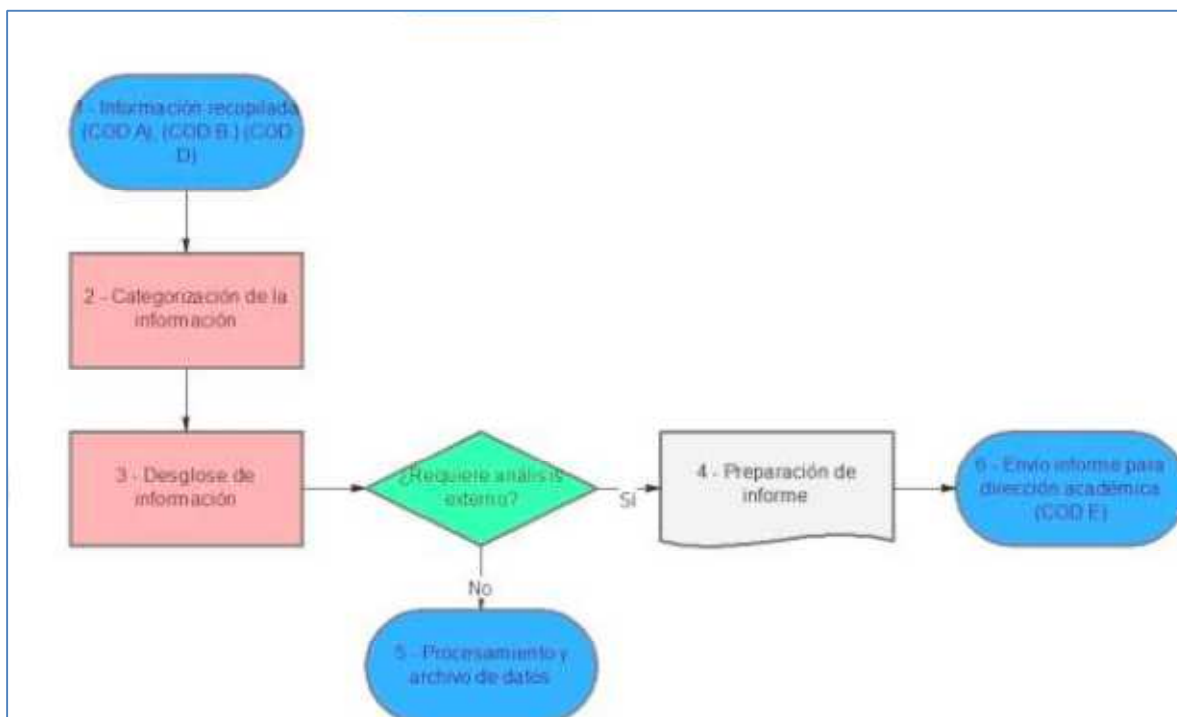 1 - Información recopilada
(COD A), (COD B.) (COD
D)
2 - Categorización de la
información
3 - Desglose de
información
¿Requiere análisis
externo?
Si
4 - Preparación de
informe
6 - Envío informe para
dirección académica
(COD E)
No
5 - Procesamiento y
archivo de datos